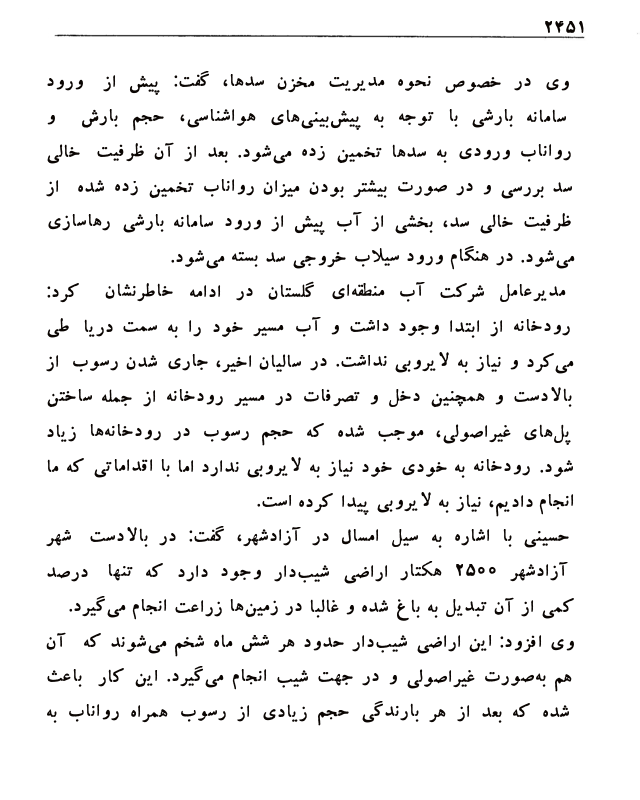 ۲۴۵۱
وی در خصوص نحوه مدیریت مخزن سدها، گفت: پیش از ورود
سامانه بارشی با توجه به پیش‌بینی‌های هواشناسی، حجم بارش و
رواناب ورودی به سدها تخمین زده می‌شود. بعد از آن ظرفیت خالی
سد بررسی و در صورت بیشتر بودن میزان رواناب تخمین زده شده از
ظرفیت خالی سد، بخشی از آب پیش از ورود سامانه بارشی رهاسازی
می‌شود. در هنگام ورود سیلاب خروجی سد بسته می‌شود.
مدیرعامل شرکت آب منطقه‌ای گلستان در ادامه خاطرنشان کرد:
رودخانه از ابتدا وجود داشت و آب مسیر خود را به سمت دریا طی
می‌کرد و نیاز به لایروبی نداشت. در سالیان اخیر، جاری شدن رسوب از
بالادست و همچنین دخل و تصرفات در مسیر رودخانه از جمله ساختن
پل‌های غیراصولی، موجب شده که حجم رسوب در رودخانه‌ها زیاد
شود. رودخانه به خودی خود نیاز به لایروبی ندارد اما با اقداماتی که ما
انجام دادیم، نیاز به لایروبی پیدا کرده است.
حسینی با اشاره به سیل امسال در آزادشهر، گفت: در بالادست شهر
آزادشهر ۲۵۰۰ هکتار اراضی شیب‌دار وجود دارد که تنها درصد
کمی از آن تبدیل به باغ شده و غالبا در زمین‌ها زراعت انجام می‌گیرد.
وی افزود: این اراضی شیب‌دار حدود هر شش ماه شخم می‌شوند که آن
هم به‌صورت غیراصولی و در جهت شیب انجام می‌گیرد. این کار باعث
شده که بعد از هر بارندگی حجم زیادی از رسوب همراه رواناب به